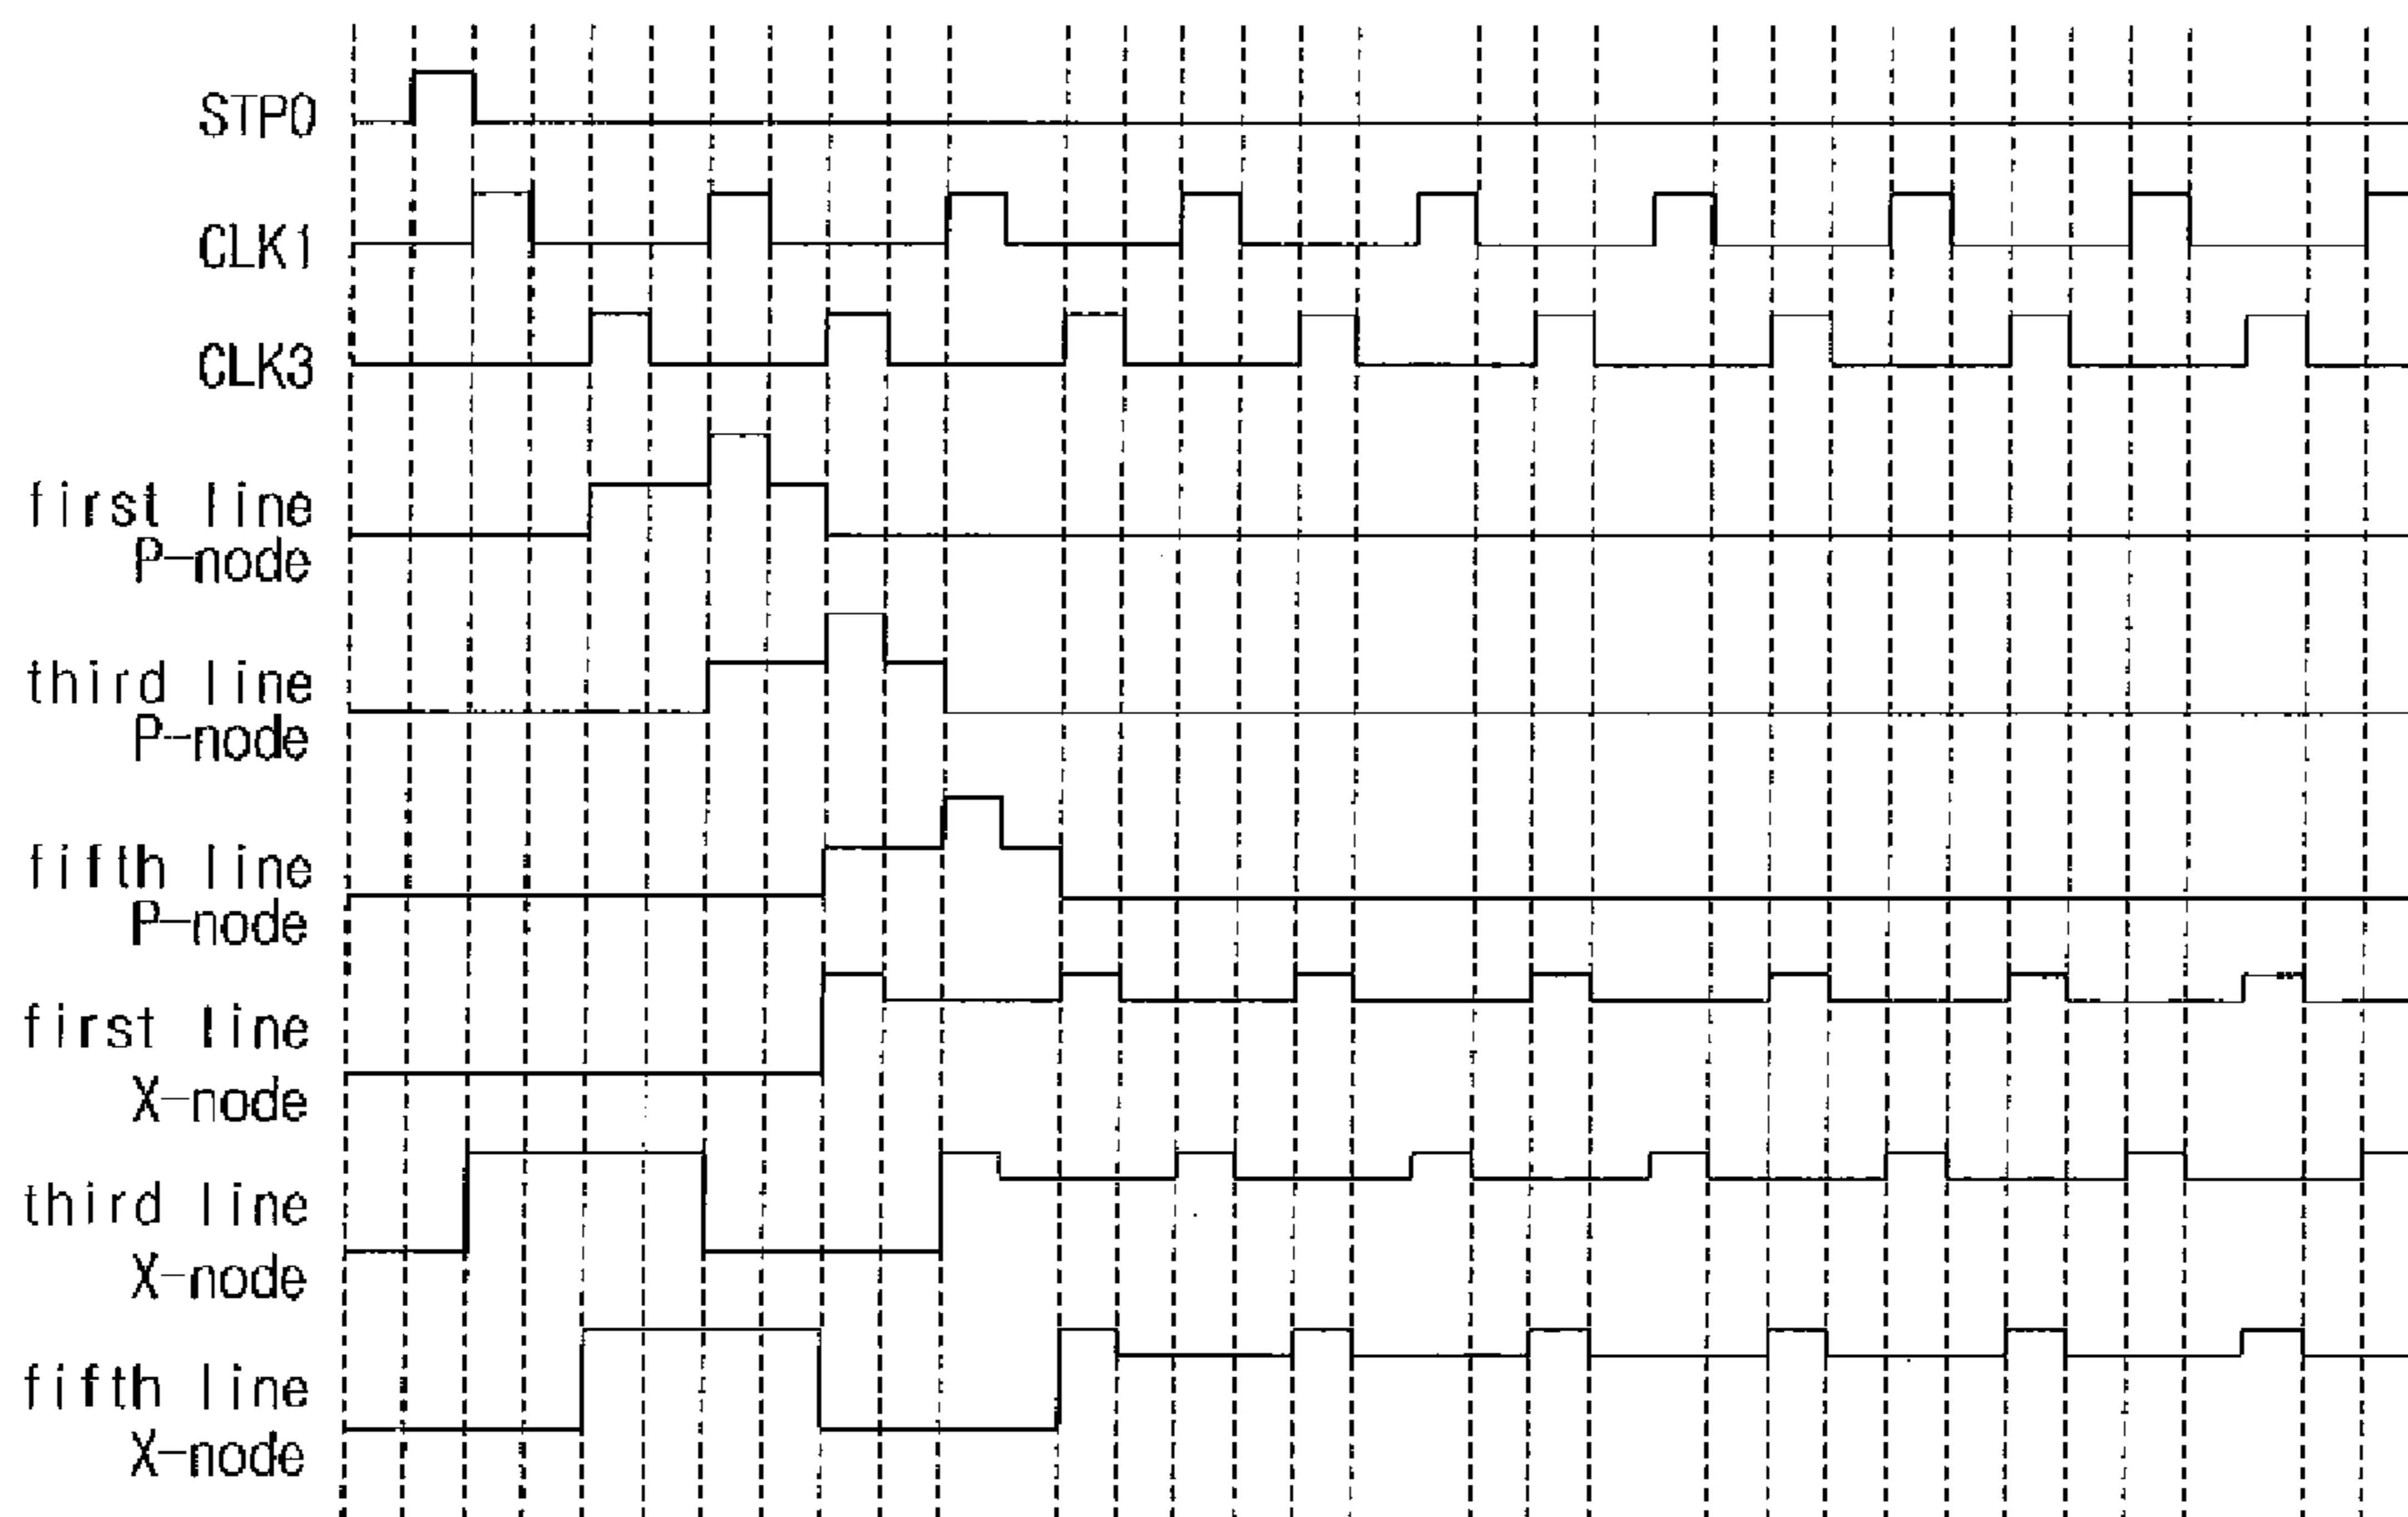 STP0
CLK1
CLK3
first line
P-node
third line
P-node
fifth line
P-node
first line
X-node
third line
X-node
fifth line
X-node